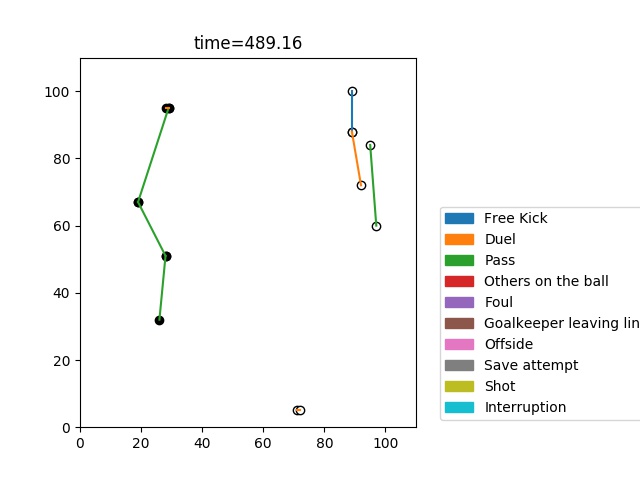 time=489.16
100
80
60
40
20
0
0 20 40 60 80 100
Free Kick
Duel
Pass
Others on the ball
Foul
Goalkeeper leaving lin
Offside
Save attempt
Shot
Interruption